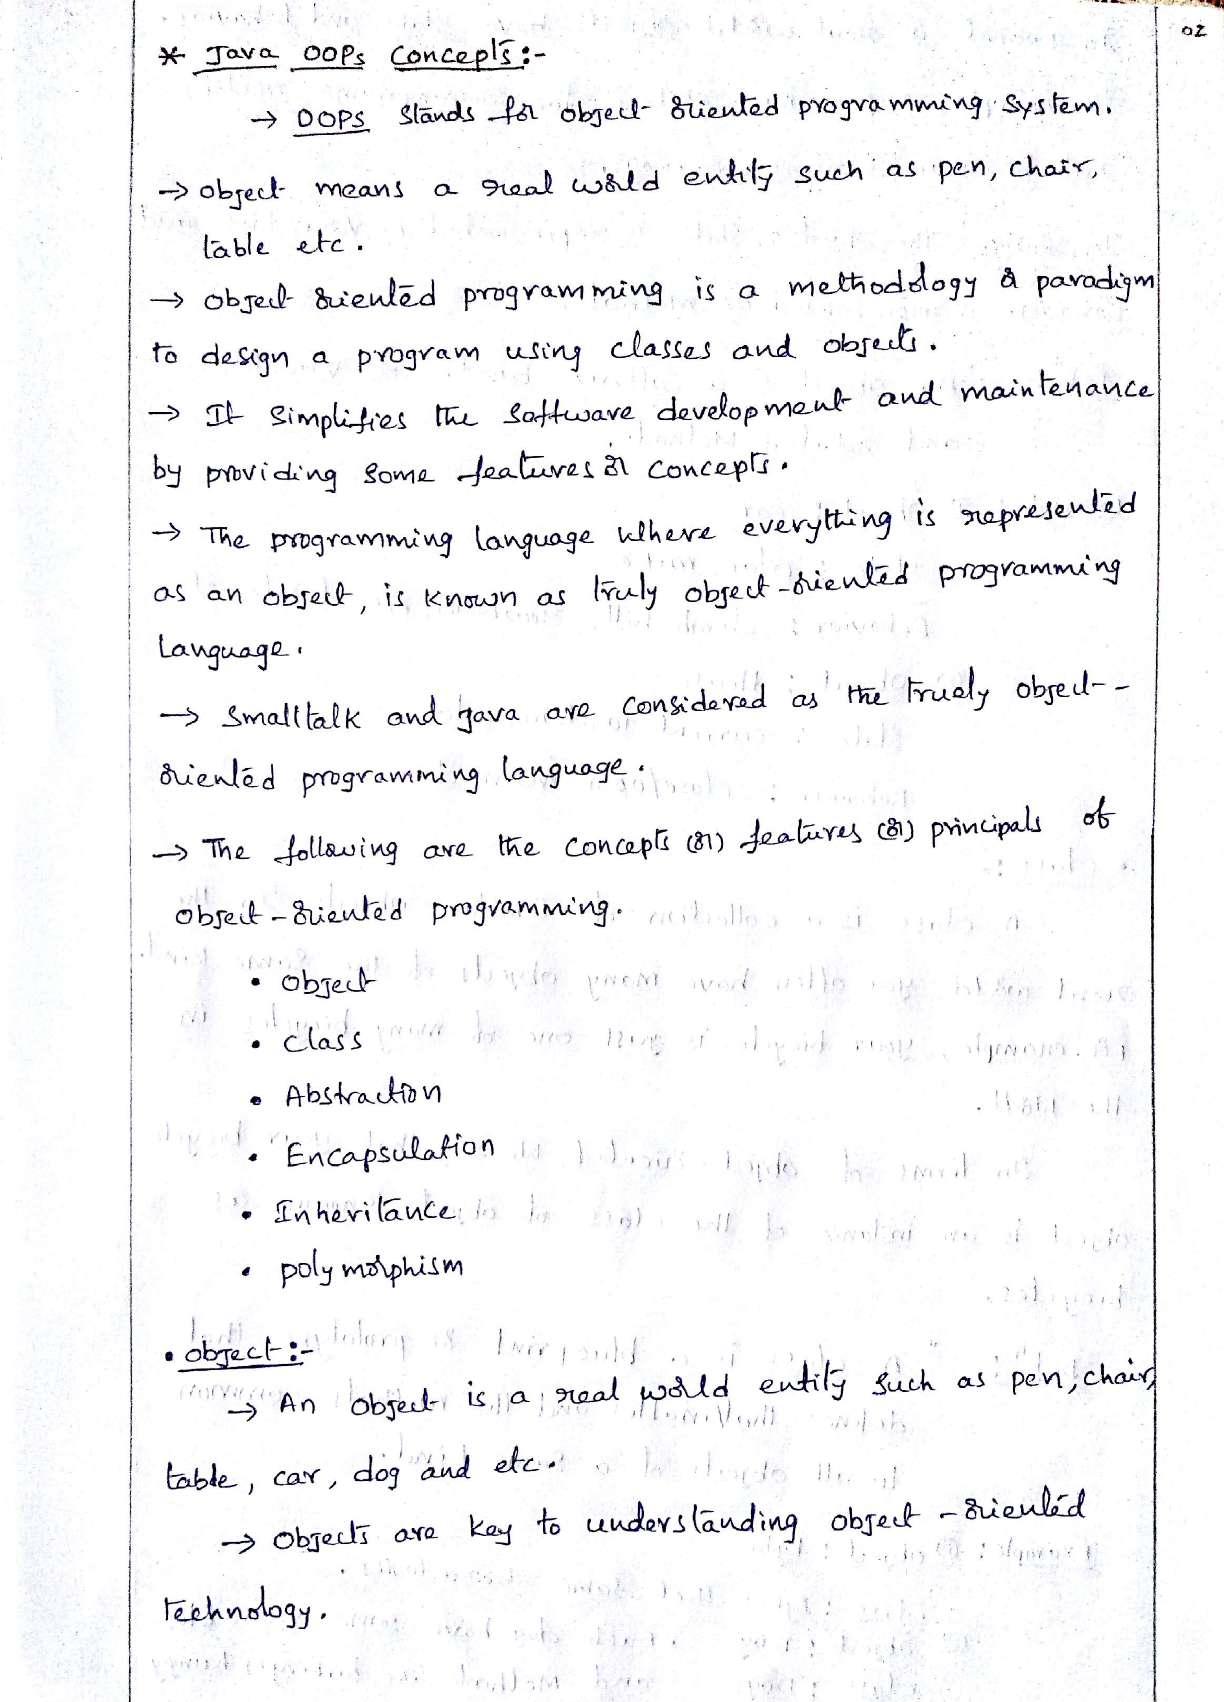 02
* Java OOPs Concepts :-
→ OOPS stands for object oriented programming system.
→ object means a real world entity such as pen, chair,
table etc.
→ object oriented programming is a methodology or paradigm
to design a program using classes and objects.
→ It simplifies the software development and maintenance
by providing some features or concepts.
→ The programming language where everything is represented
as an object, is known as truly object-oriented programming
Language.
→ Smalltalk and Java are considered as the truely object-
oriented programming language.
→ The following are the concepts (or) features (or) principals of
object-oriented programming.
• object
• class
• Abstraction
• Encapsulation
• Inheritance
• polymorphism
• object :-
→ An object is a real world entity such as pen, chair,
table, car, dog and etc.
→ Objects are key to understanding object-oriented
technology.